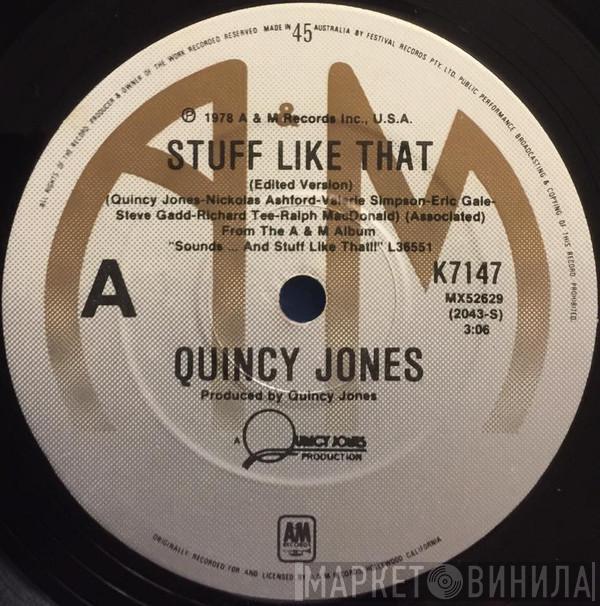 ALL RIGHTS OF THE RECORD. PRODUCER & OWNER OF THE WORK RECORDED RESERVED MADE IN 45 AUSTRALIA BY FESTIVAL RECORDS PTY. LTD. PUBLIC PERFORMANCE BROADCASTING & COPYING OF THIS RECORD PROHIBITED.
A&M
℗ 1978 A & M Records Inc., U.S.A.
STUFF LIKE THAT
(Edited Version)
(Quincy Jones-Nickolas Ashford-Valerie Simpson-Eric Gale-
Steve Gadd-Richard Tee-Ralph MacDonald) (Associated)
From The A & M Album
"Sounds ... And Stuff Like That!!" L36551
A
K7147
MX52629
(2043-S)
3:06
QUINCY JONES
Produced by Quincy Jones
A QUINCY JONES
PRODUCTION
AM
RECORDS
ORIGINALLY RECORDED FOR AND LICENSED BY A & M RECORDS HOLLYWOOD CALIFORNIA
МАРКЕТ ВИНИЛА